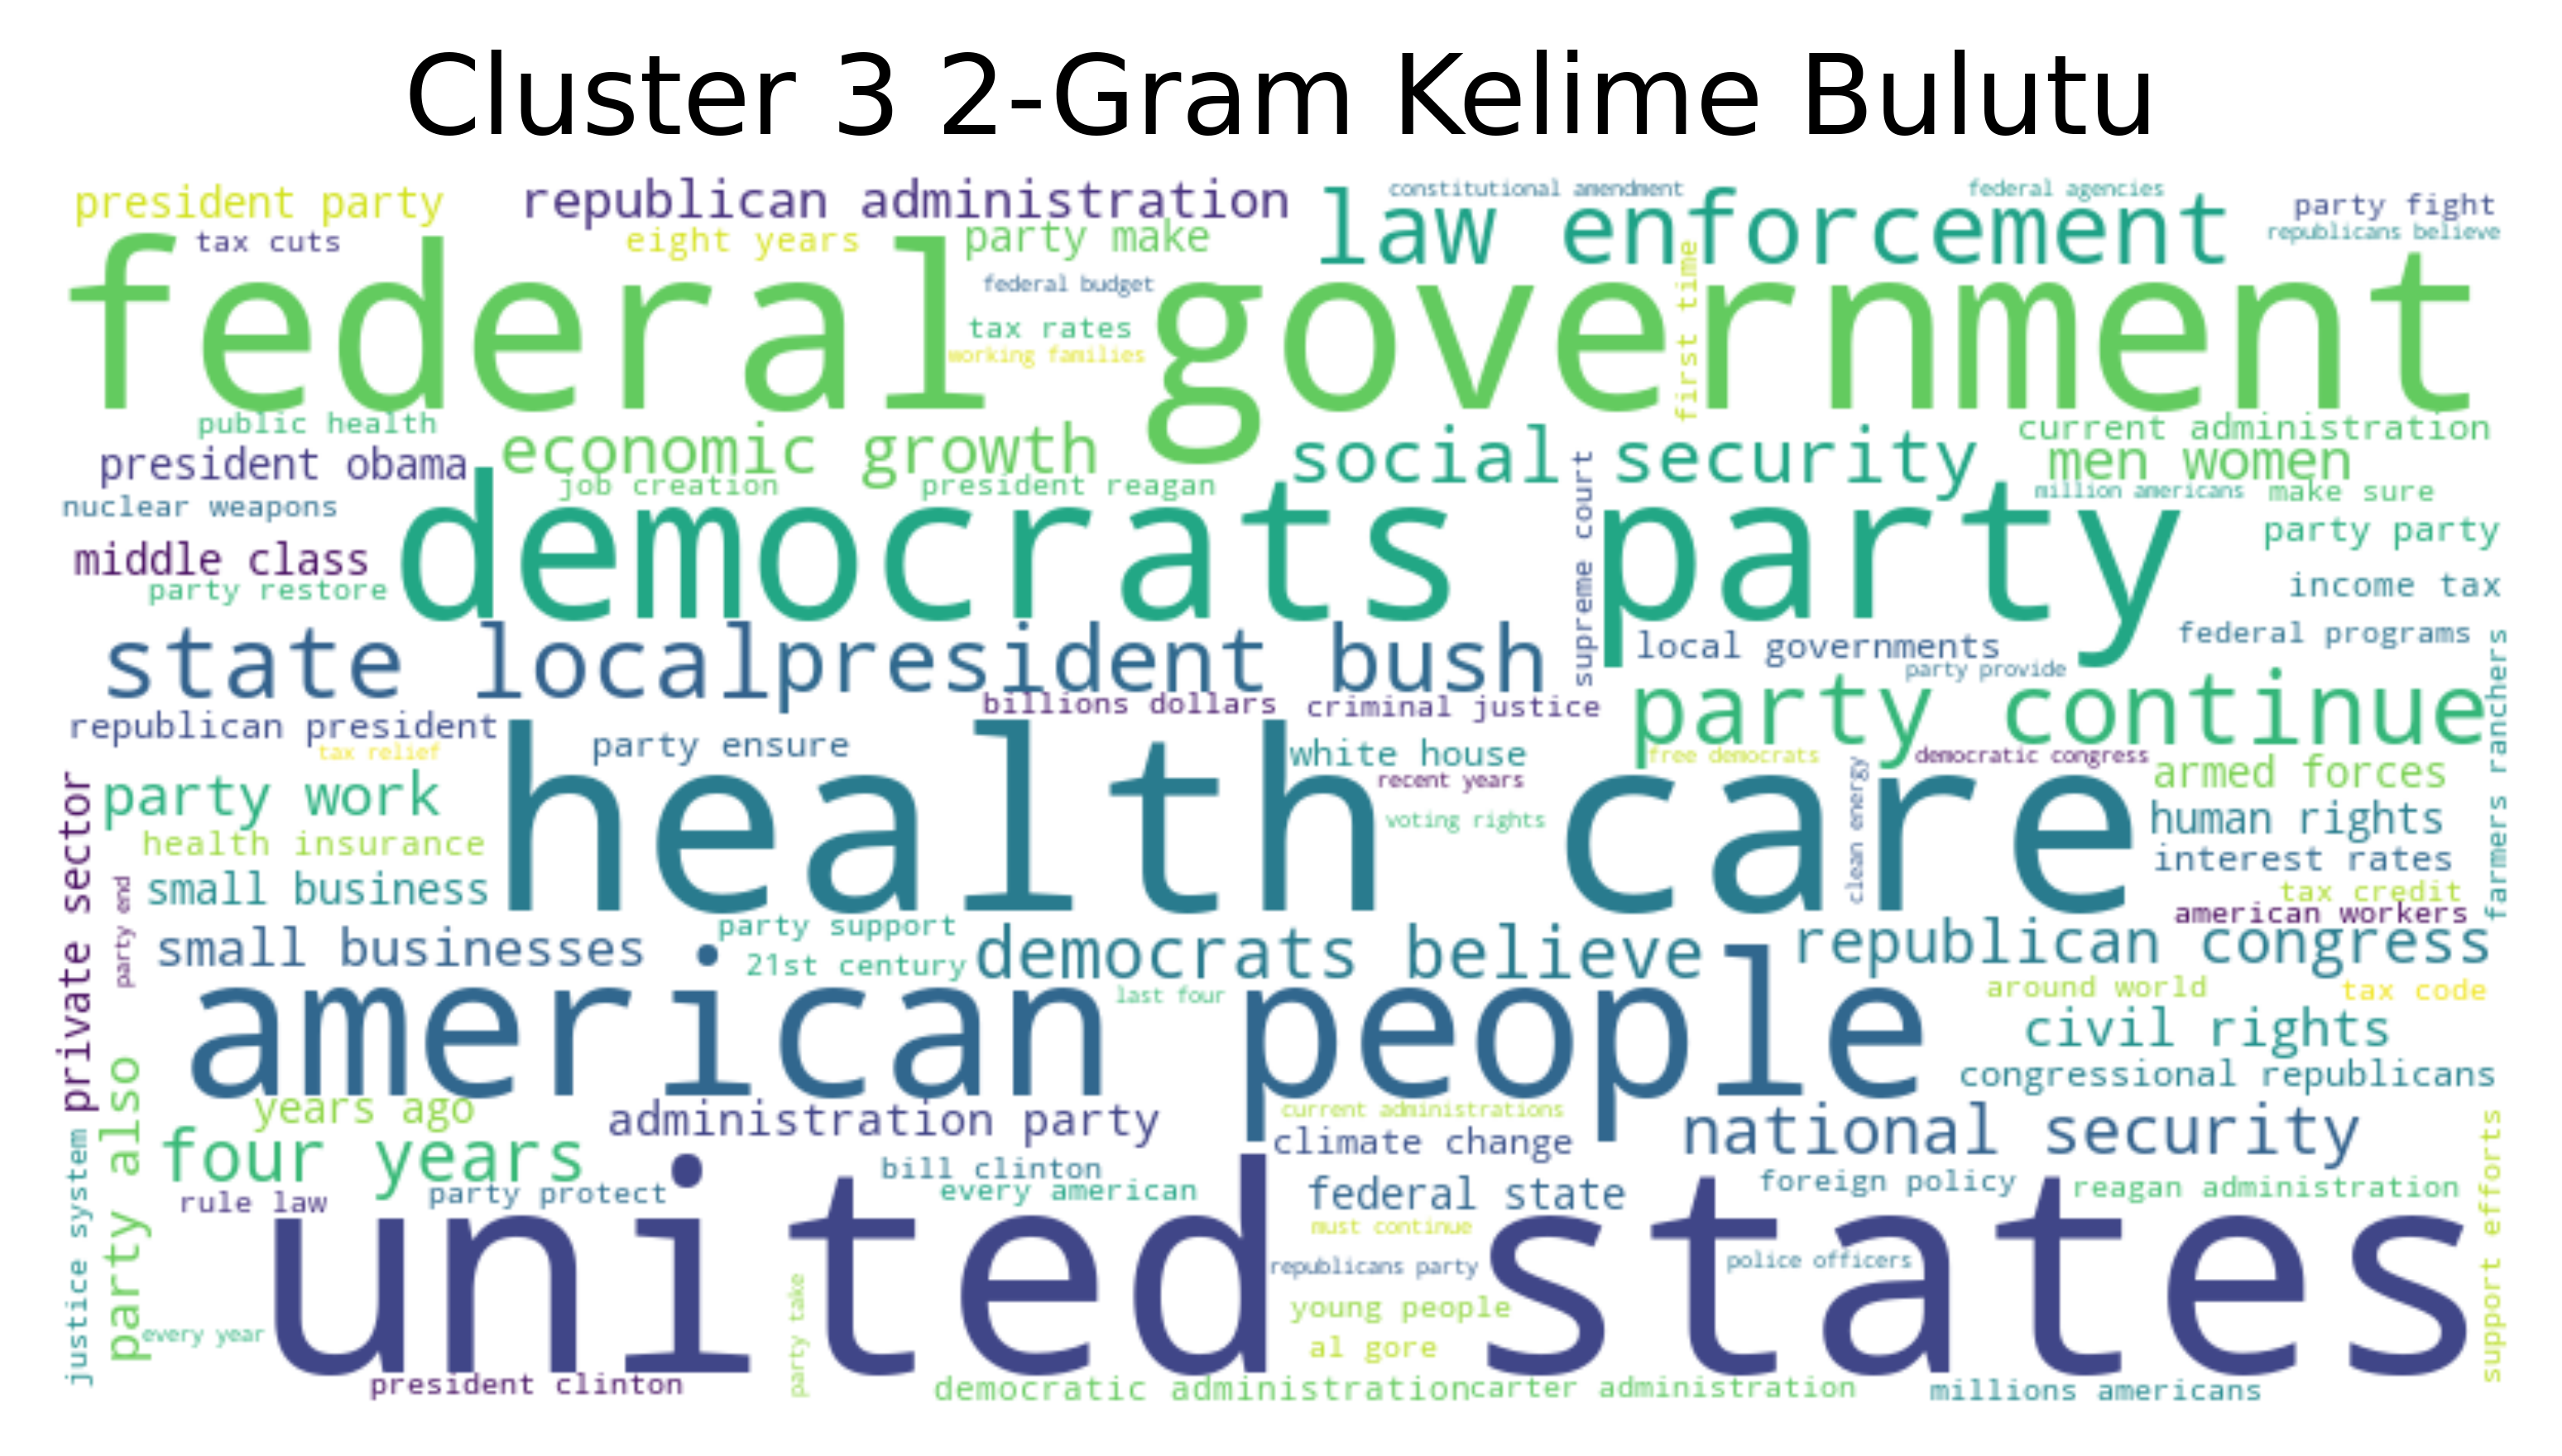 Cluster 3 2-Gram Kelime Bulutu
president party
republican administration
constitutional amendment
federal agencies
party fight
law enforcement
republicans believe
tax cuts
eight years
party make
federal government
federal budget
first time
tax rates
working families
public health
economic growth
social security
current administration
president obama
men women
job creation
president reagan
million americans
make sure
nuclear weapons
democrats party
supreme court
party party
middle class
party restore
income tax
state local
president bush
local governments
federal programs
party provide
farmers ranchers
billions dollars
criminal justice
party continue
republican president
tax relief
party ensure
white house
free democrats
democratic congress
health care
recent years
clean energy
armed forces
private sector
party work
voting rights
human rights
health insurance
interest rates
small business
party end
tax credit
american workers
party support
small businesses
21st century
democrats believe
republican congress
american people
last four
around world
tax code
civil rights
congressional republicans
party also
years ago
administration party
current administrations
climate change
national security
four years
justice system
rule law
party protect
bill clinton
every american
federal state
foreign policy
reagan administration
support efforts
united states
must continue
republicans party
police officers
party take
young people
every year
al gore
president clinton
democratic administration
carter administration
millions americans